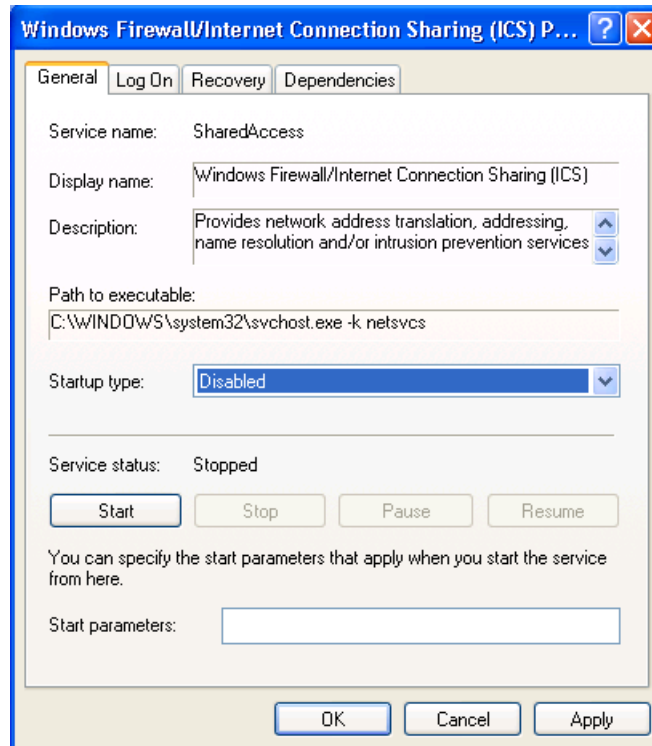 Windows Firewall/Internet Connection Sharing (ICS) P...
General Log On Recovery Dependencies
Service name: SharedAccess
Display name: Windows Firewall/Internet Connection Sharing (ICS)
Description: Provides network address translation, addressing,
name resolution and/or intrusion prevention services
Path to executable:
C:\WINDOWS\system32\svchost.exe -k netsvcs
Startup type: Disabled
Service status: Stopped
Start Stop Pause Resume
You can specify the start parameters that apply when you start the service
from here.
Start parameters:
OK Cancel Apply